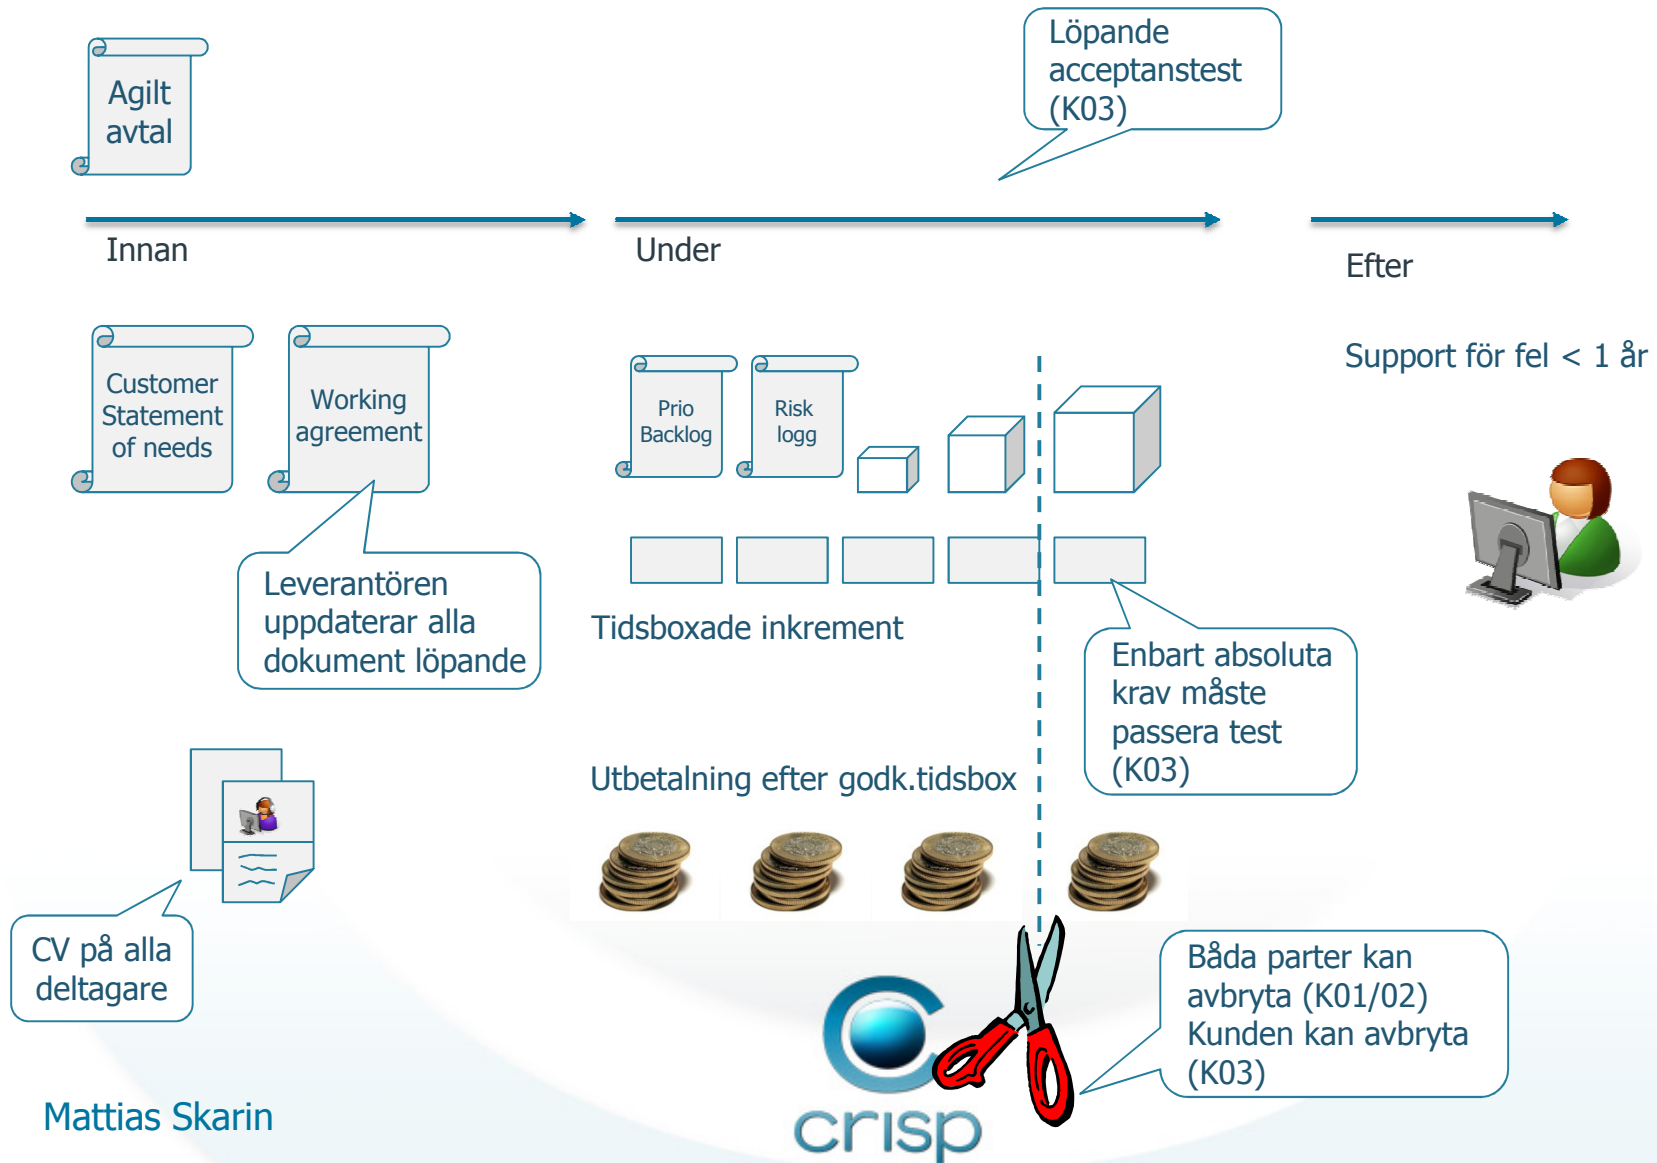 Agilt
avtal
Löpande
acceptanstest
(K03)
Innan
Under
Efter
Customer
Statement
of needs
Working
agreement
Prio
Backlog
Risk
logg
Support för fel < 1 år
Leverantören
uppdaterar alla
dokument löpande
Tidsboxade inkrement
Enbart absoluta
krav måste
passera test
(K03)
Utbetalning efter godk.tidsbox
CV på alla
deltagare
Båda parter kan
avbryta (K01/02)
Kunden kan avbryta
(K03)
Mattias Skarin
crisp